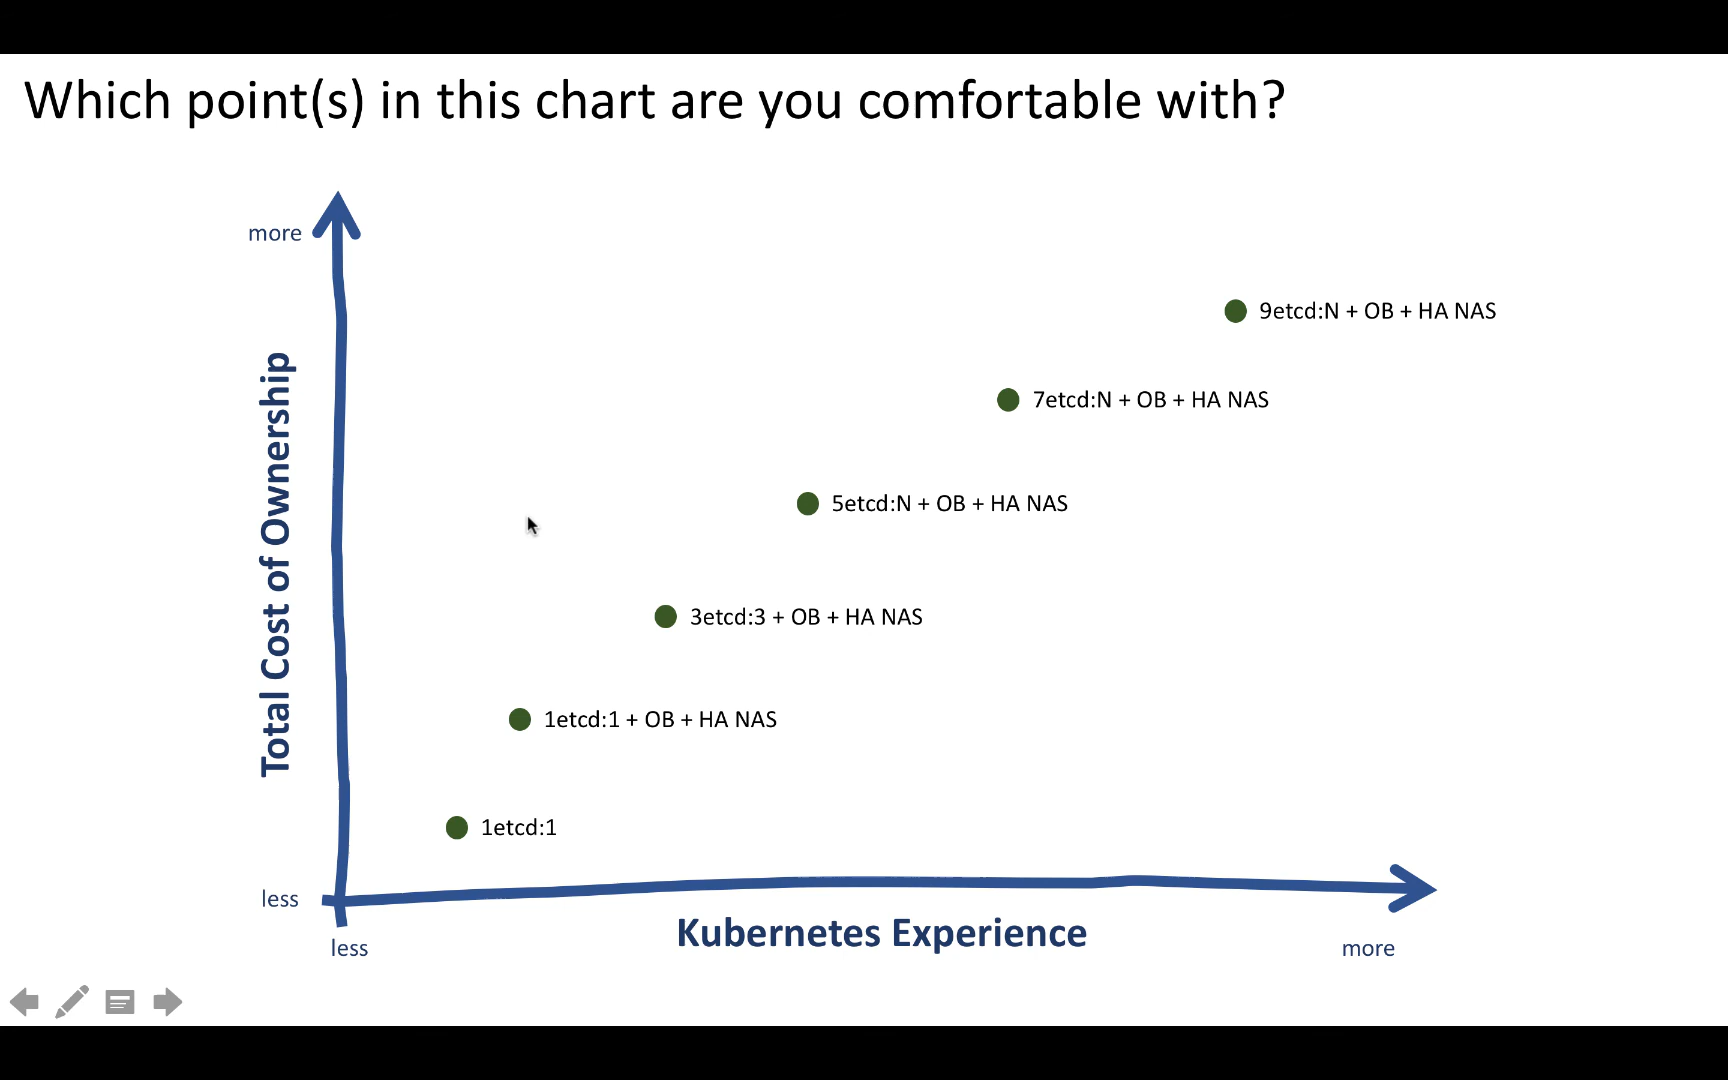 Which point(s) in this chart are you comfortable with?
more
9etcd:N + OB + HA NAS
7etcd:N + OB + HA NAS
Total Cost of Ownership
5etcd:N + OB + HA NAS
3etcd:3 + OB + HA NAS
1etcd:1 + OB + HA NAS
1etcd:1
less
less
Kubernetes Experience
more